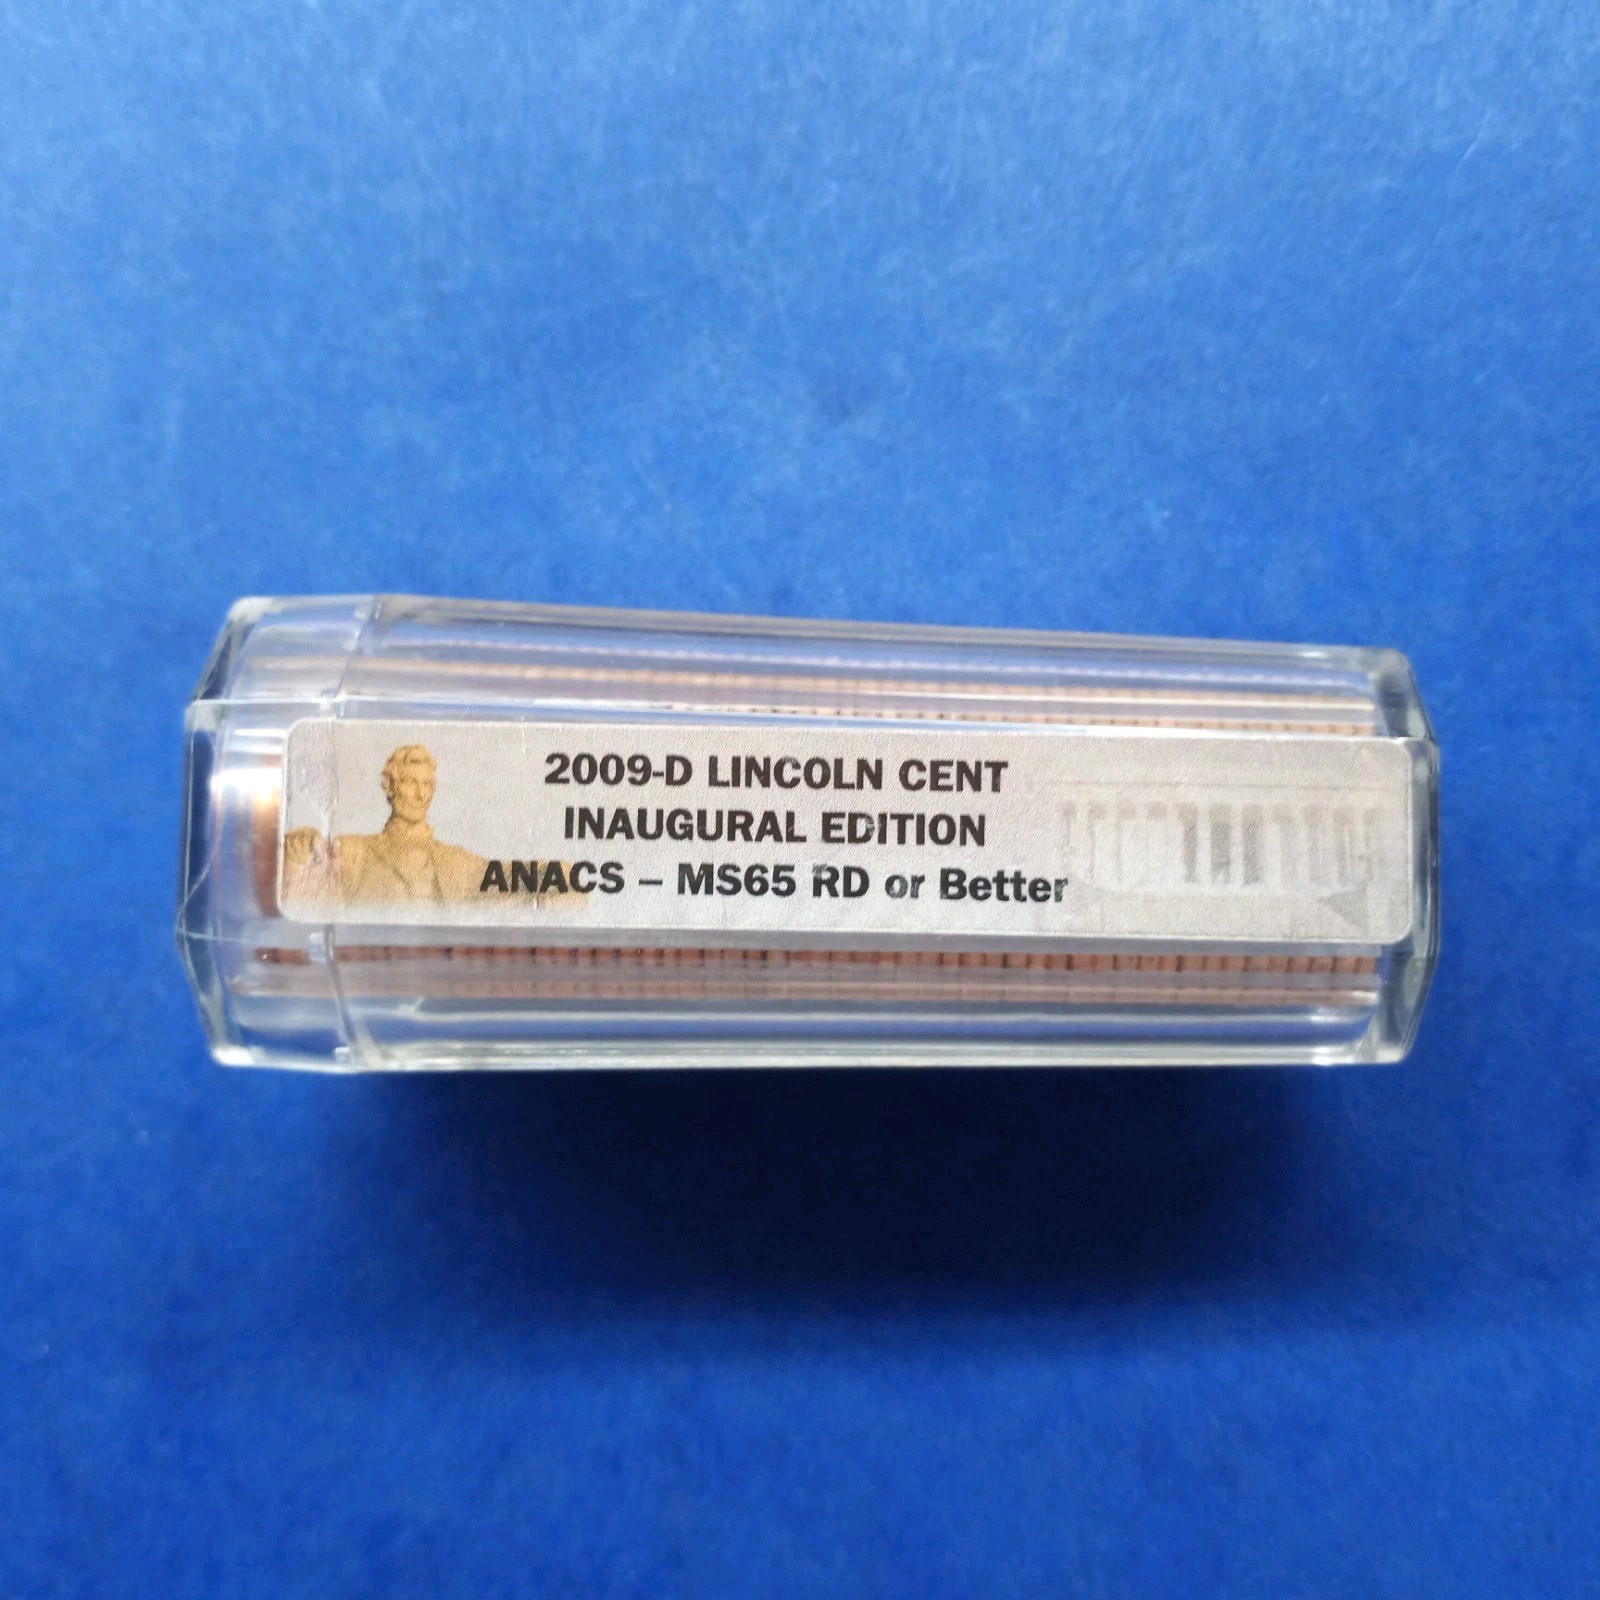 2009-D LINCOLN CENT
INAUGURAL EDITION
ANACS – MS65 RD or Better